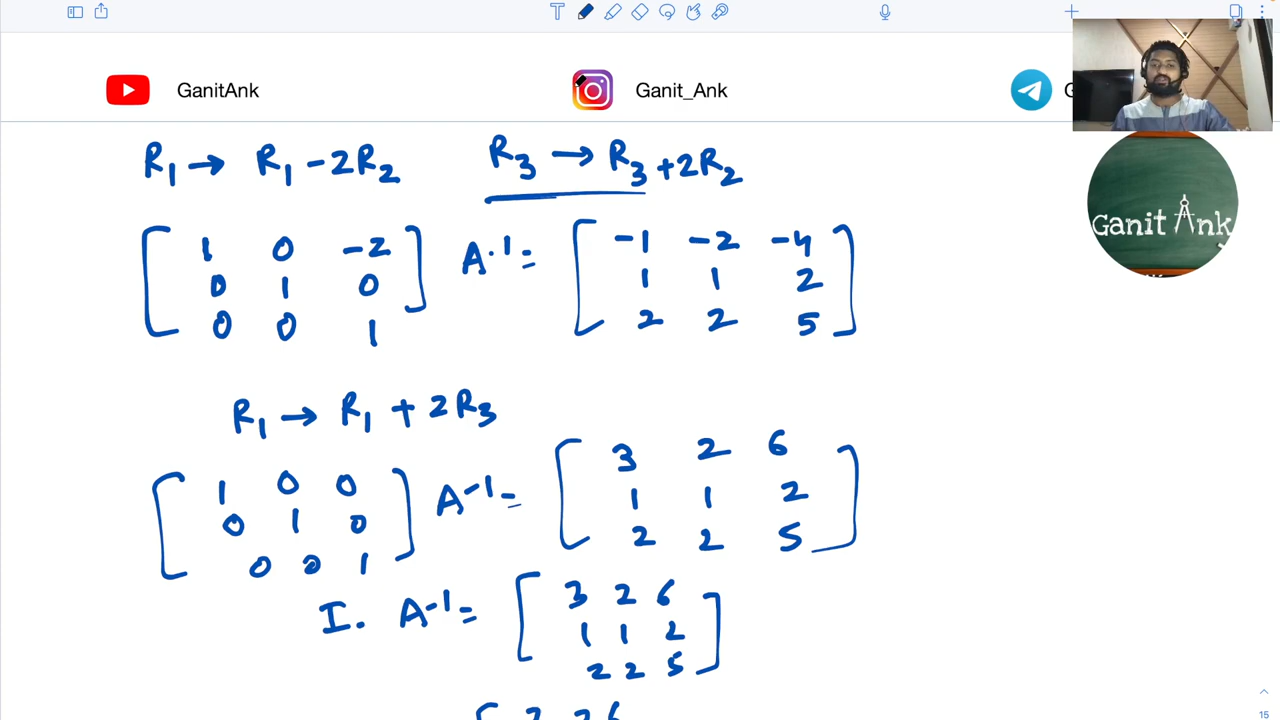 GanitAnk Ganit_Ank
Ganit Ank
R₁ → R₁ - 2R₂ R₃ → R₃ + 2R₂
[ 1 0 -2 ] A⁻¹ = [ -1 -2 -4 ]
0 1 0 1 1 2
0 0 1 2 2 5
R₁ → R₁ + 2R₃
[ 1 0 0 ] A⁻¹ = [ 3 2 6 ]
0 1 0 1 1 2
0 0 1 2 2 5
I. A⁻¹ = [ 3 2 6 ]
1 1 2
2 2 5
15